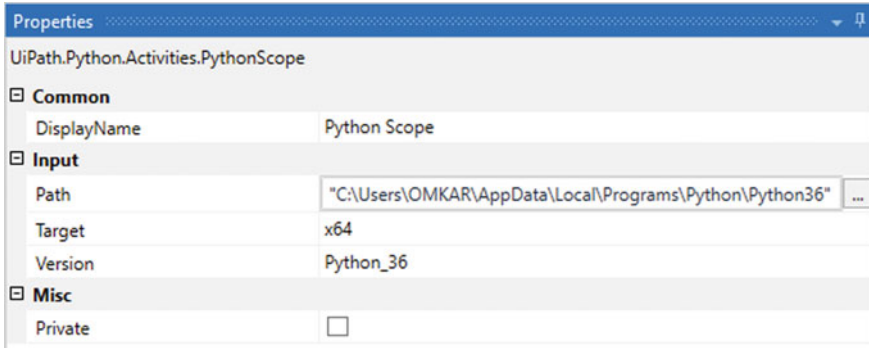 Properties
UiPath.Python.Activities.PythonScope
Common
DisplayName Python Scope
Input
Path "C:\Users\OMKAR\AppData\Local\Programs\Python\Python36" ...
Target x64
Version Python_36
Misc
Private